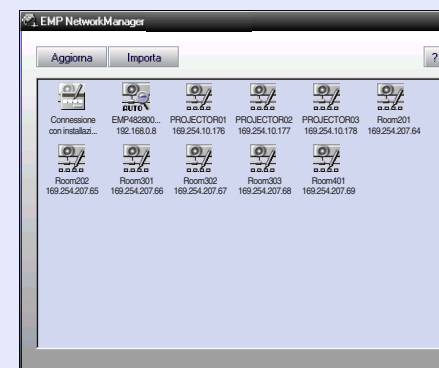 EMP NetworkManager
Aggiorna Importa ?
Connessione EMP482800... PROJECTOR01 PROJECTOR02 PROJECTOR03 Room201
con installazi... 192.168.0.8 169.254.10.176 169.254.10.177 169.254.10.178 169.254.207.64
AUTO
Room202 Room301 Room302 Room303 Room401
169.254.207.65 169.254.207.66 169.254.207.67 169.254.207.68 169.254.207.69